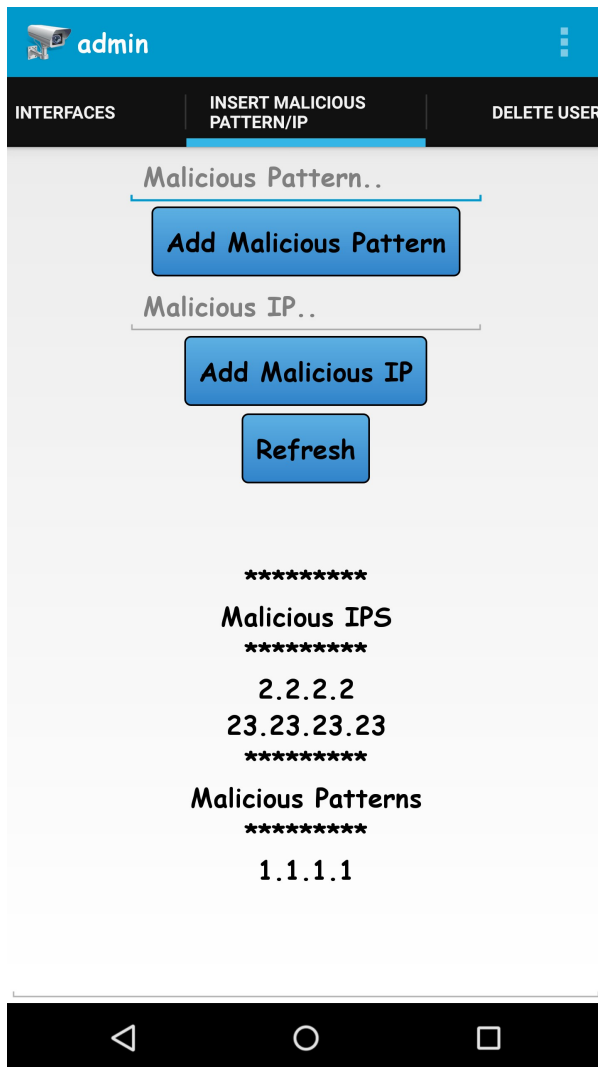 admin
INTERFACES
INSERT MALICIOUS
PATTERN/IP
DELETE USER
Malicious Pattern..
Add Malicious Pattern
Malicious IP..
Add Malicious IP
Refresh
*********
Malicious IPS
*********
2.2.2.2
23.23.23.23
*********
Malicious Patterns
*********
1.1.1.1